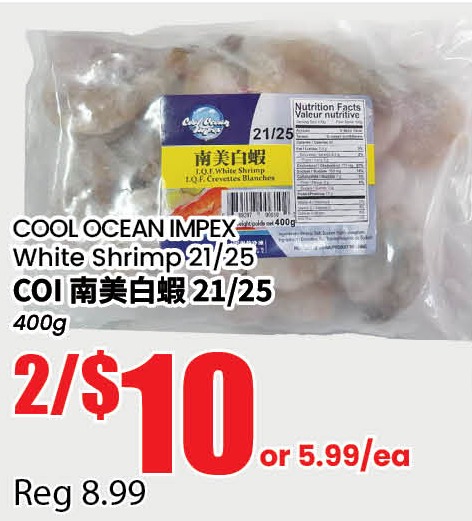 Cool Ocean
Impex
21/25
南美白蝦
I.Q.F. White Shrimp
I.Q.F. Crevettes Blanches
400g
Nutrition Facts
Valeur nutritive
COOL OCEAN IMPEX
White Shrimp 21/25
COI 南美白蝦 21/25
400g
2/$10 or 5.99/ea
Reg 8.99